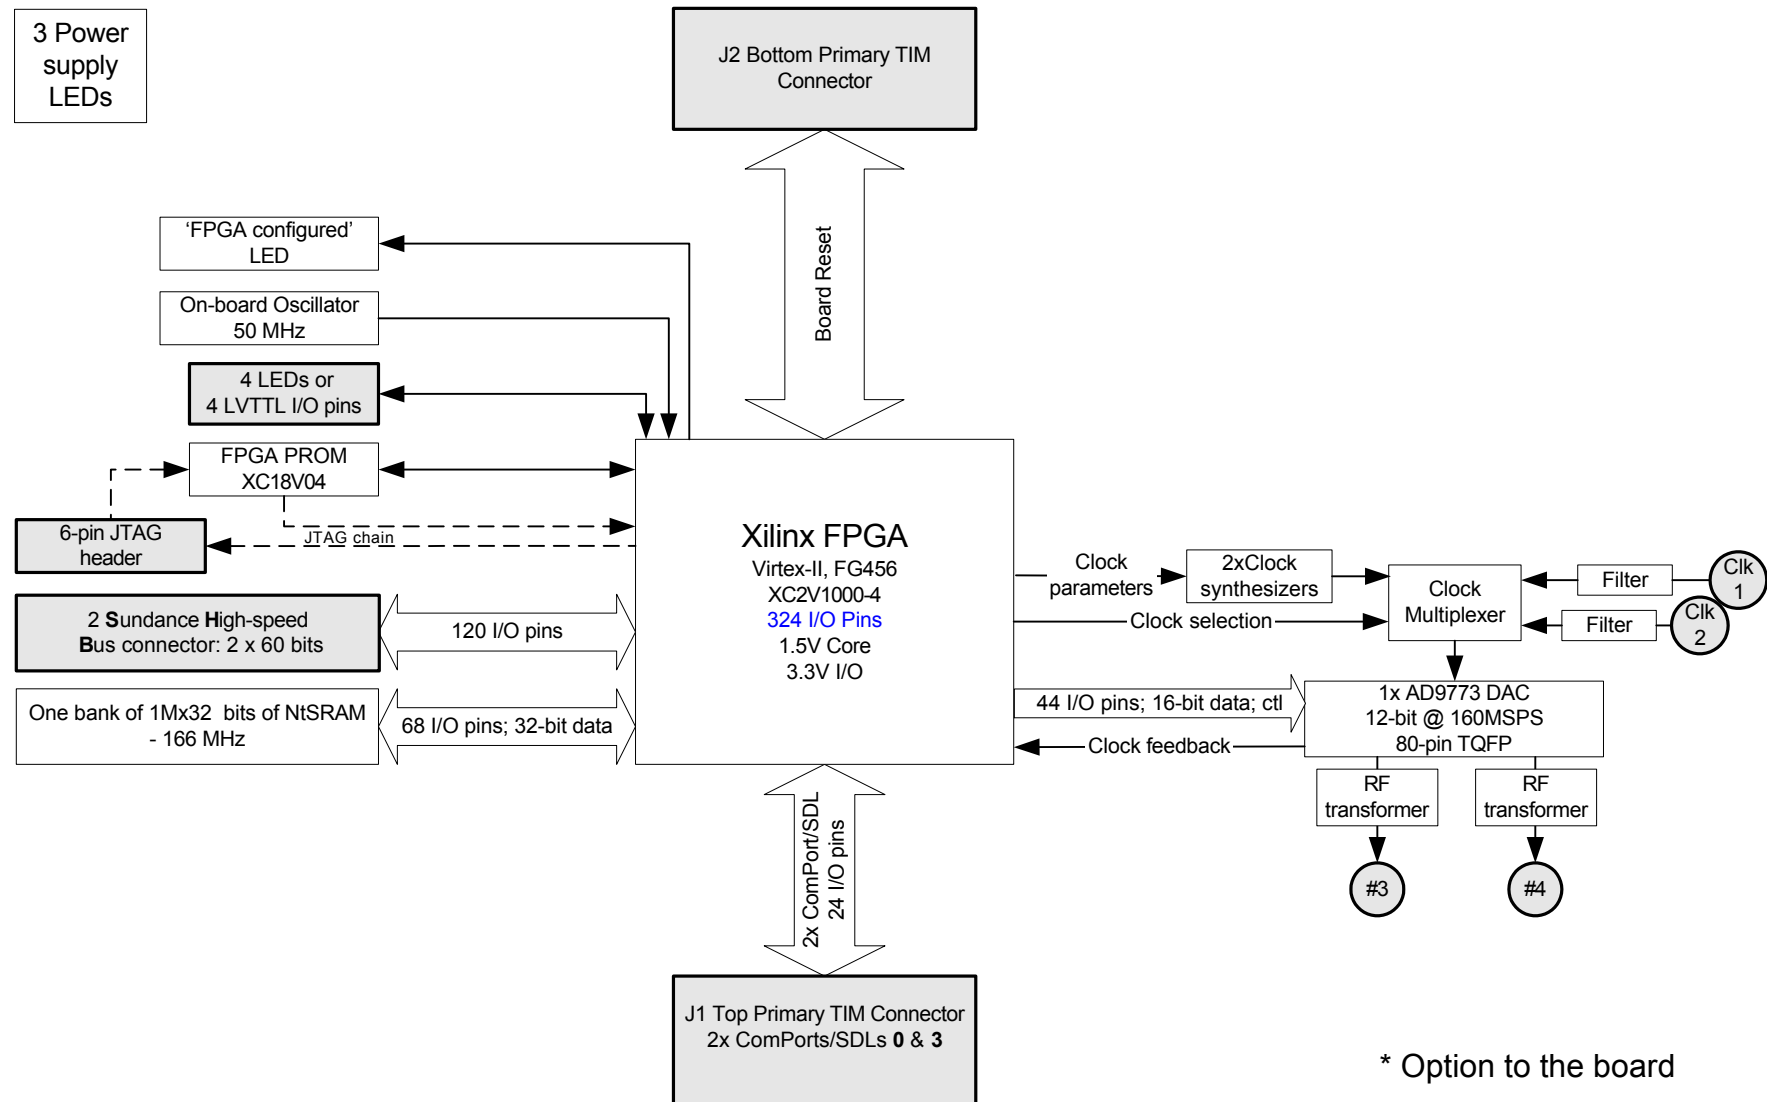 3 Power
supply
LEDs
J2 Bottom Primary TIM
Connector
Board Reset
‘FPGA configured’
LED
On-board Oscillator
50 MHz
4 LEDs or
4 LVTTL I/O pins
FPGA PROM
XC18V04
6-pin JTAG
header
JTAG chain
2 Sundance High-speed
Bus connector: 2 x 60 bits
120 I/O pins
One bank of 1Mx32 bits of NtSRAM
- 166 MHz
68 I/O pins; 32-bit data
Xilinx FPGA
Virtex-II, FG456
XC2V1000-4
324 I/O Pins
1.5V Core
3.3V I/O
Clock
parameters
2xClock
synthesizers
Clock
Multiplexer
Filter
Clk
1
Filter
Clk
2
Clock selection
44 I/O pins; 16-bit data; ctl
1x AD9773 DAC
12-bit @ 160MSPS
80-pin TQFP
Clock feedback
RF
transformer
RF
transformer
#3
#4
2x ComPort/SDL
24 I/O pins
J1 Top Primary TIM Connector
2x ComPorts/SDLs 0 & 3
* Option to the board